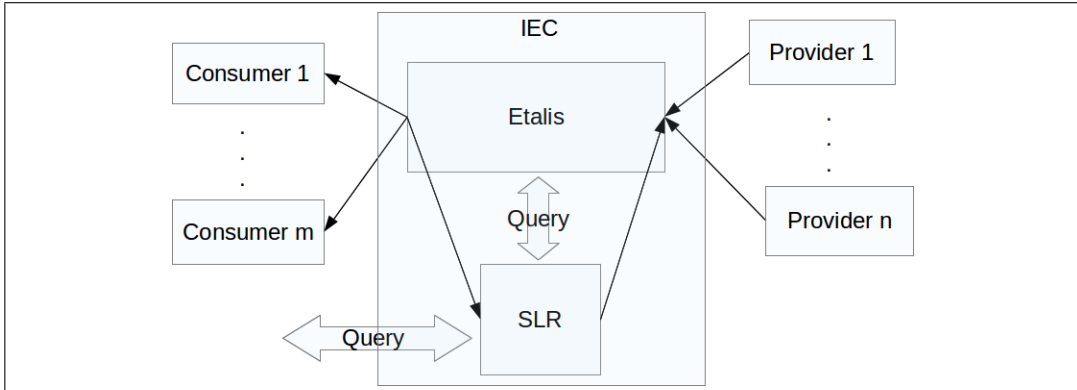 IEC
Consumer 1
Provider 1
Etalis
.
.
.
.
.
.
Consumer m
Query
Provider n
SLR
Query